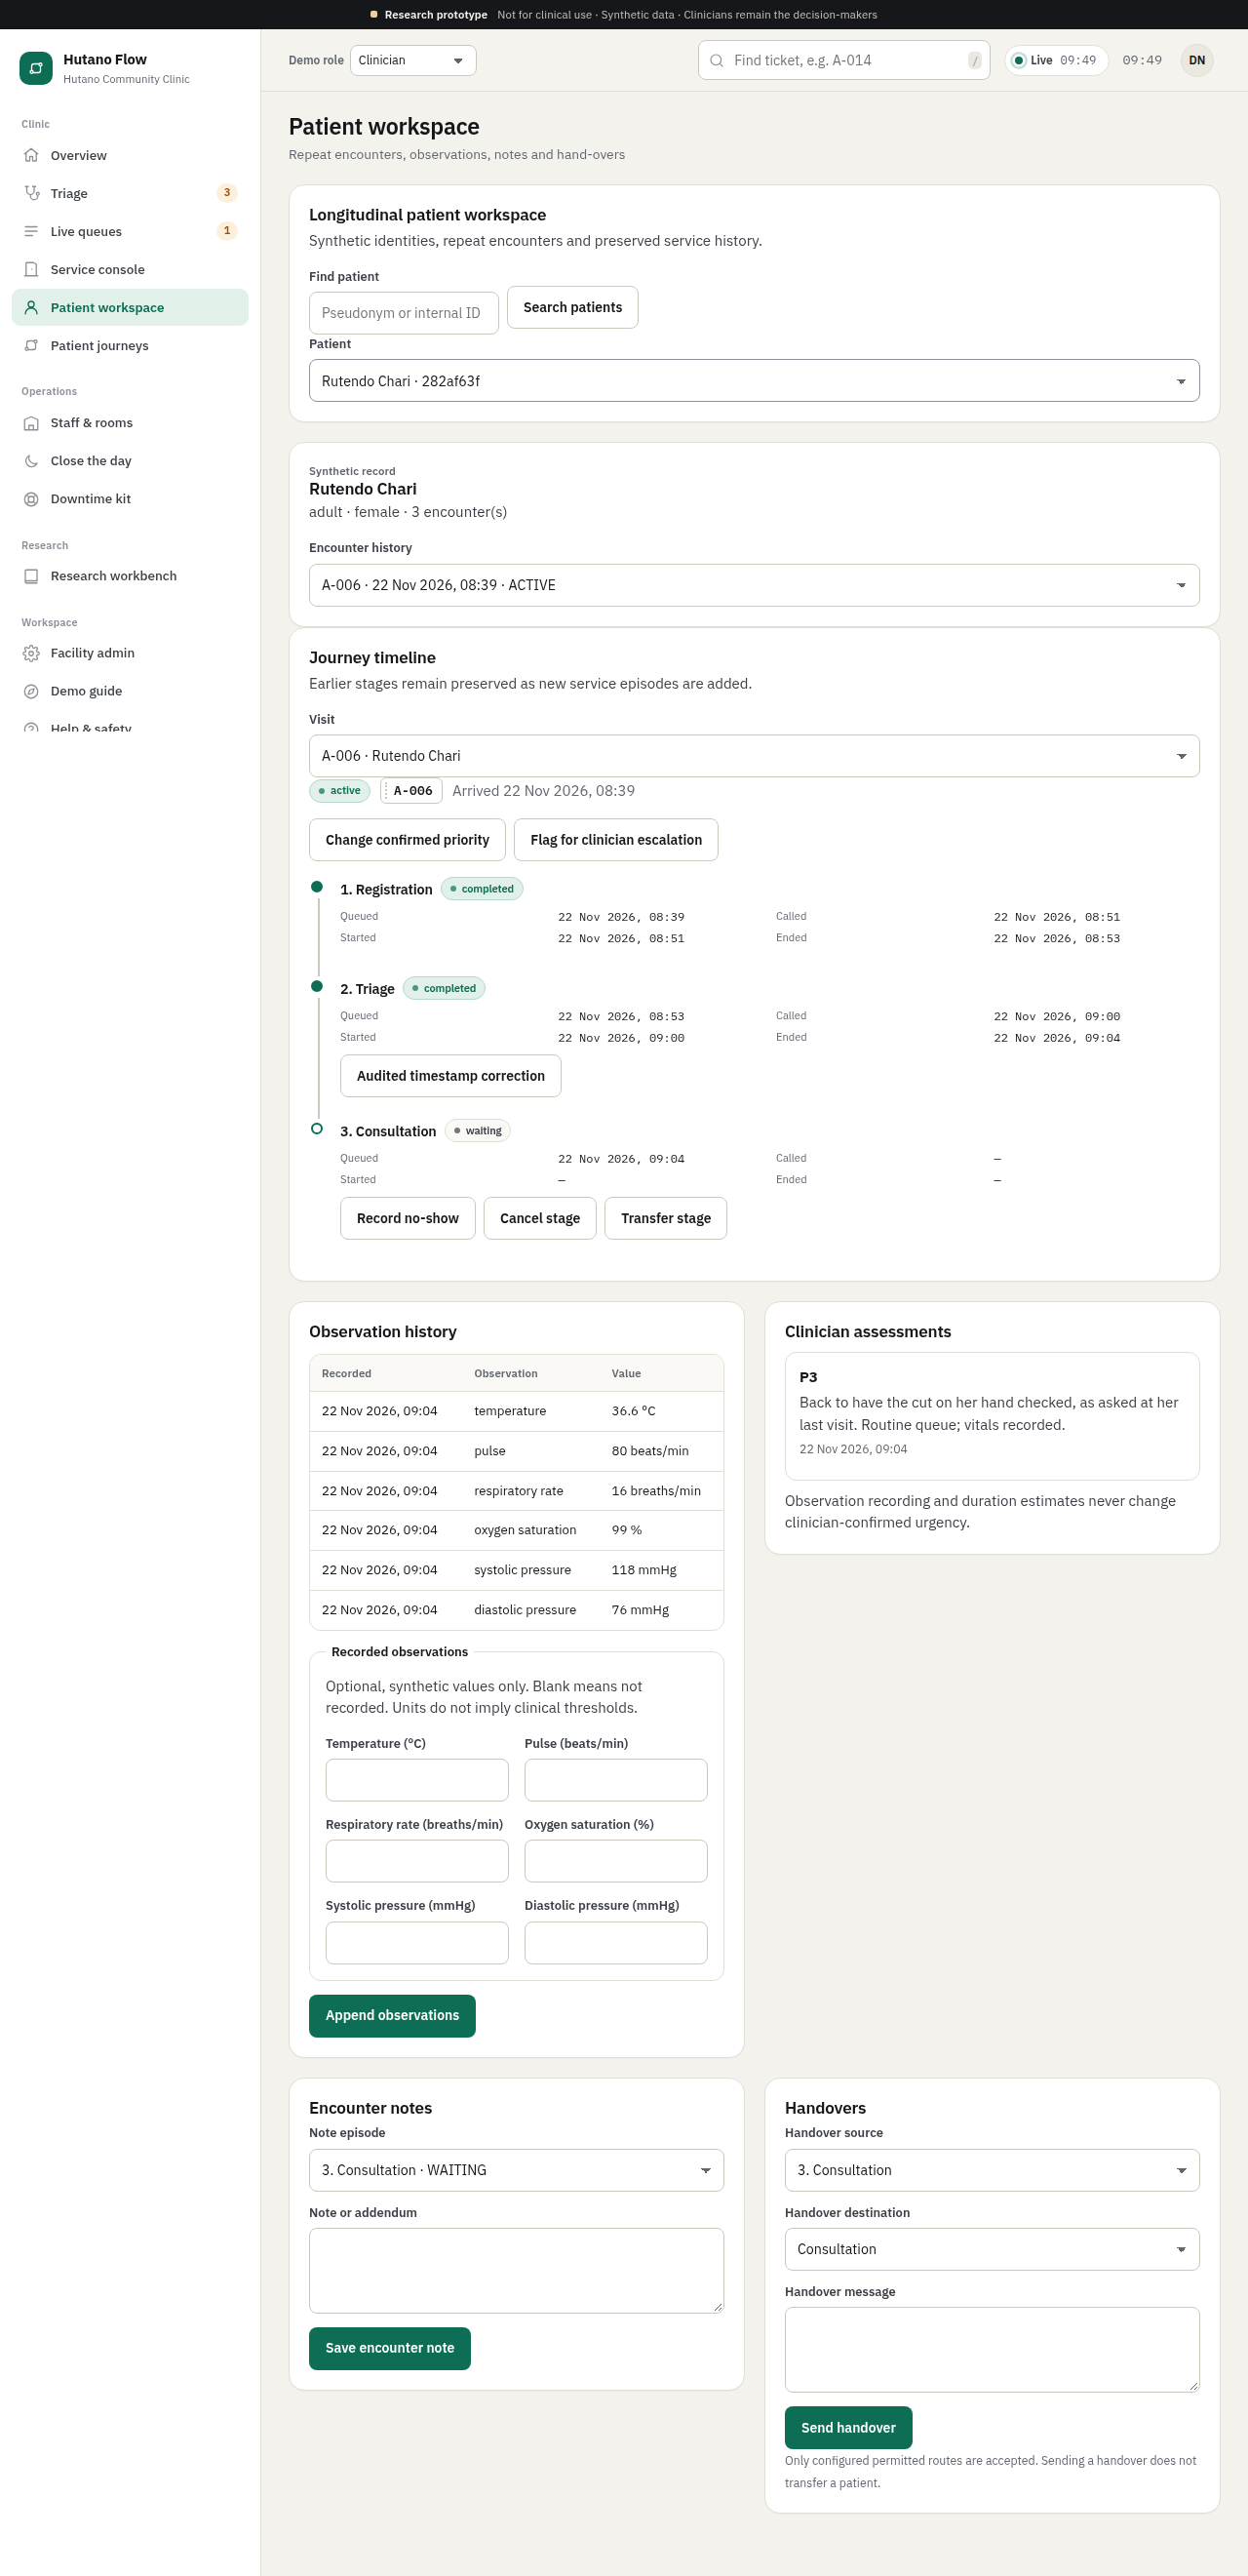 Research prototype Not for clinical use · Synthetic data · Clinicians remain the decision-makers
Hutano Flow
Hutano Community Clinic
Clinic
Overview
Triage 3
Live queues 1
Service console
Patient workspace
Patient journeys
Operations
Staff & rooms
Close the day
Downtime kit
Research
Research workbench
Workspace
Facility admin
Demo guide
Help & safety
Demo role Clinician Find ticket, e.g. A-014 / Live 09:49 09:49 DN
Patient workspace
Repeat encounters, observations, notes and hand-overs
Longitudinal patient workspace
Synthetic identities, repeat encounters and preserved service history.
Find patient
Pseudonym or internal ID Search patients
Patient
Rutendo Chari · 282af63f
Synthetic record
Rutendo Chari
adult · female · 3 encounter(s)
Encounter history
A-006 · 22 Nov 2026, 08:39 · ACTIVE
Journey timeline
Earlier stages remain preserved as new service episodes are added.
Visit
A-006 · Rutendo Chari
active A-006 Arrived 22 Nov 2026, 08:39
Change confirmed priority Flag for clinician escalation
1. Registration completed
Queued 22 Nov 2026, 08:39 Called 22 Nov 2026, 08:51
Started 22 Nov 2026, 08:51 Ended 22 Nov 2026, 08:53
2. Triage completed
Queued 22 Nov 2026, 08:53 Called 22 Nov 2026, 09:00
Started 22 Nov 2026, 09:00 Ended 22 Nov 2026, 09:04
Audited timestamp correction
3. Consultation waiting
Queued 22 Nov 2026, 09:04 Called –
Started – Ended –
Record no-show Cancel stage Transfer stage
Observation history
Recorded Observation Value
22 Nov 2026, 09:04 temperature 36.6 °C
22 Nov 2026, 09:04 pulse 80 beats/min
22 Nov 2026, 09:04 respiratory rate 16 breaths/min
22 Nov 2026, 09:04 oxygen saturation 99 %
22 Nov 2026, 09:04 systolic pressure 118 mmHg
22 Nov 2026, 09:04 diastolic pressure 76 mmHg
Recorded observations
Optional, synthetic values only. Blank means not
recorded. Units do not imply clinical thresholds.
Temperature (°C) Pulse (beats/min)
Respiratory rate (breaths/min) Oxygen saturation (%)
Systolic pressure (mmHg) Diastolic pressure (mmHg)
Append observations
Clinician assessments
P3
Back to have the cut on her hand checked, as asked at her
last visit. Routine queue; vitals recorded.
22 Nov 2026, 09:04
Observation recording and duration estimates never change
clinician-confirmed urgency.
Encounter notes
Note episode
3. Consultation · WAITING
Note or addendum
Save encounter note
Handovers
Handover source
3. Consultation
Handover destination
Consultation
Handover message
Send handover
Only configured permitted routes are accepted. Sending a handover does not
transfer a patient.